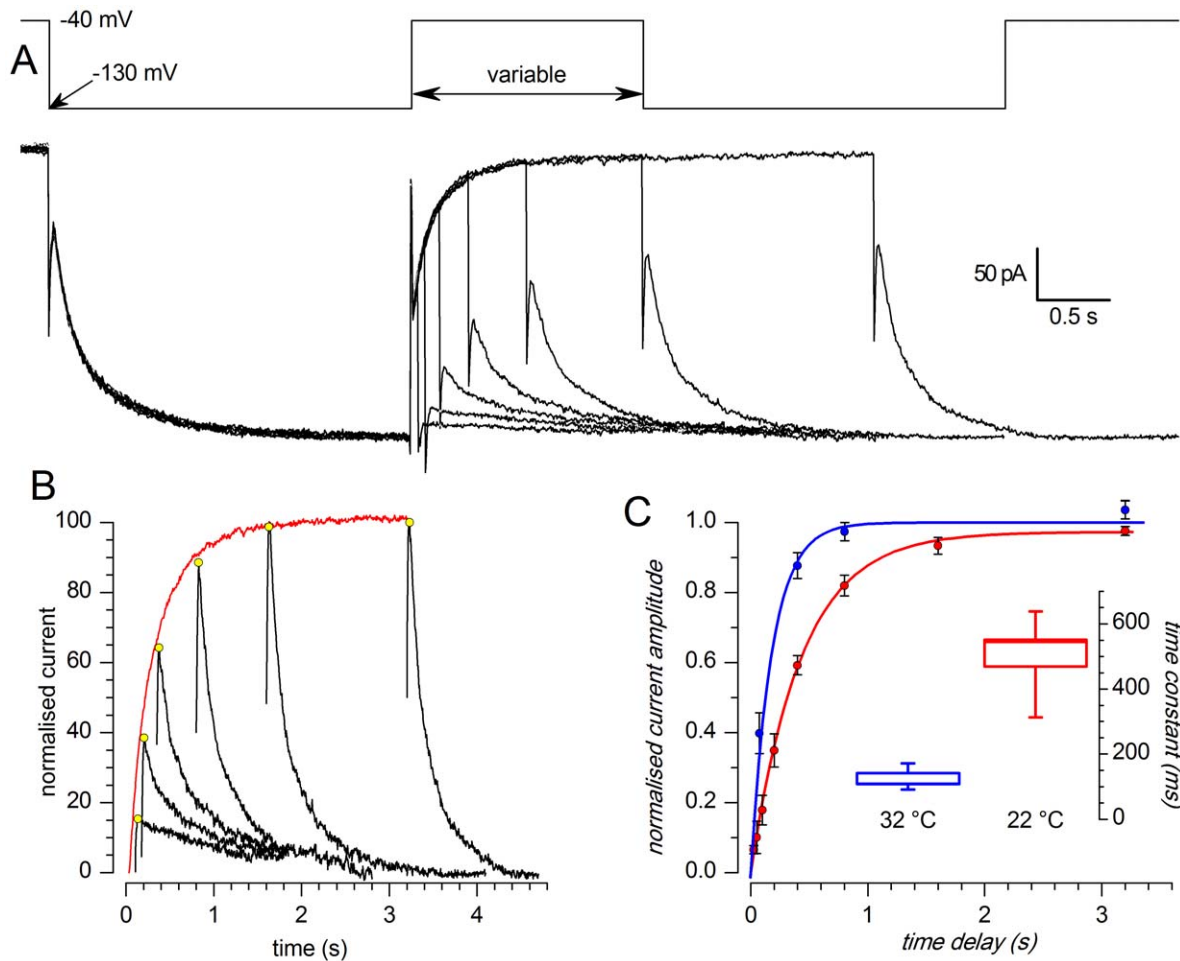 -40 mV
A
-130 mV
variable
50 pA
0.5 s
B
100
80
60
40
20
0
normalised current
0
1
2
3
4
time (s)
C
1.0
0.8
0.6
0.4
0.2
0.0
normalised current amplitude
600
400
200
0
time constant (ms)
32 °C
22 °C
0
1
2
3
time delay (s)